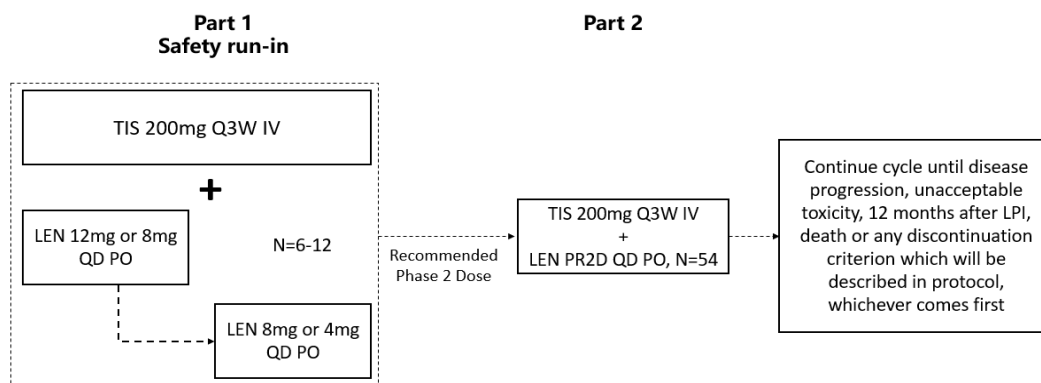 Part 1
Safety run-in
Part 2
TIS 200mg Q3W IV
+
LEN 12mg or 8mg
QD PO
N=6-12
LEN 8mg or 4mg
QD PO
Recommended
Phase 2 Dose
TIS 200mg Q3W IV
+
LEN PR2D QD PO, N=54
Continue cycle until disease
progression, unacceptable
toxicity, 12 months after LPI,
death or any discontinuation
criterion which will be
described in protocol,
whichever comes first